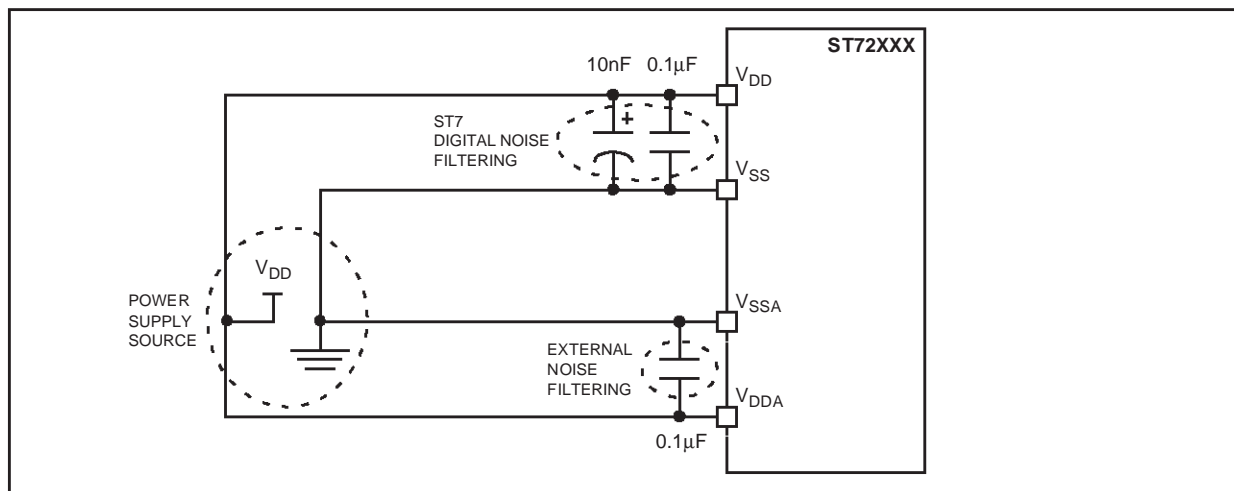 ST72XXX
10nF 0.1μF
VDD
+
ST7
DIGITAL NOISE
FILTERING
VSS
VDD
POWER
SUPPLY
SOURCE
VSSA
EXTERNAL
NOISE
FILTERING
VDDA
0.1μF